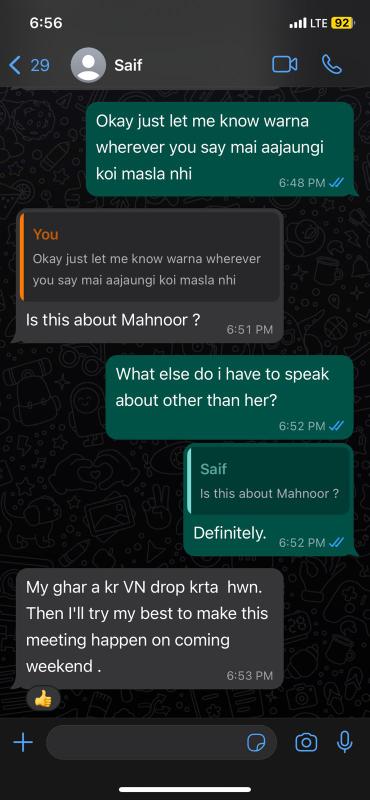 6:56
LTE 92
29
Saif
Okay just let me know warna
wherever you say mai aajaungi
koi masla nhi
6:48 PM
You
Okay just let me know warna wherever
you say mai aajaungi koi masla nhi
Is this about Mahnoor ?
6:51 PM
What else do i have to speak
about other than her?
6:52 PM
Saif
Is this about Mahnoor ?
Definitely.
6:52 PM
My ghar a kr VN drop krta  hwn.
Then I'll try my best to make this
meeting happen on coming
weekend .
6:53 PM